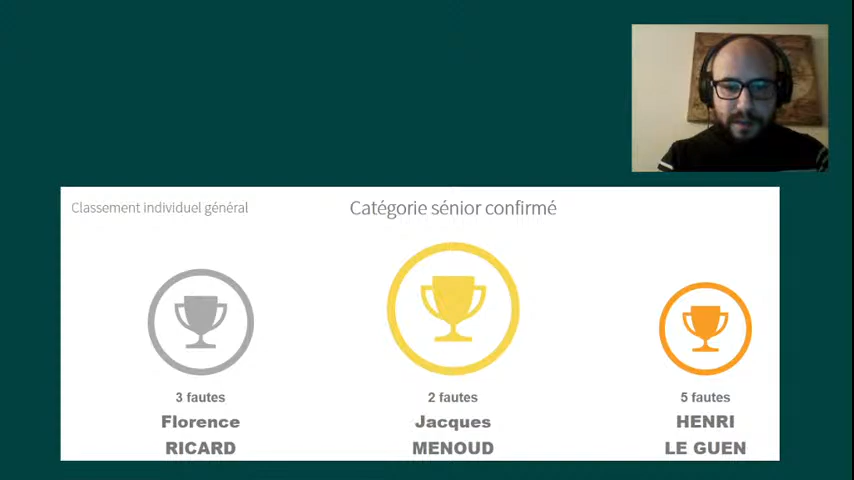 Classement individuel général
Catégorie sénior confirmé
3 fautes
Florence
RICARD
2 fautes
Jacques
MENOUD
5 fautes
HENRI
LE GUEN